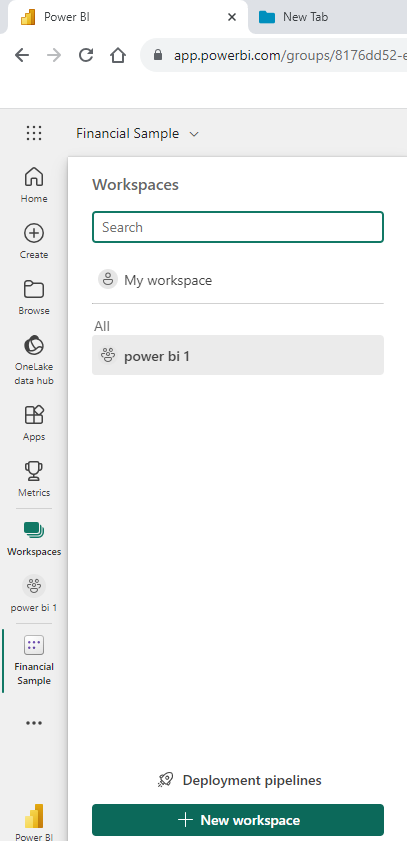 Power BI
New Tab
app.powerbi.com/groups/8176dd52-e
Financial Sample
Home
Create
Browse
OneLake
data hub
Apps
Metrics
Workspaces
power bi 1
Financial
Sample
Power BI
Workspaces
Search
My workspace
All
power bi 1
Deployment pipelines
New workspace